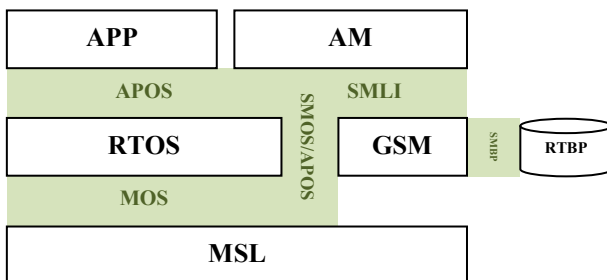 APP
AM
APOS
SMLI
SMOS/APOS
RTOS
GSM
SMBP
RTBP
MOS
MSL